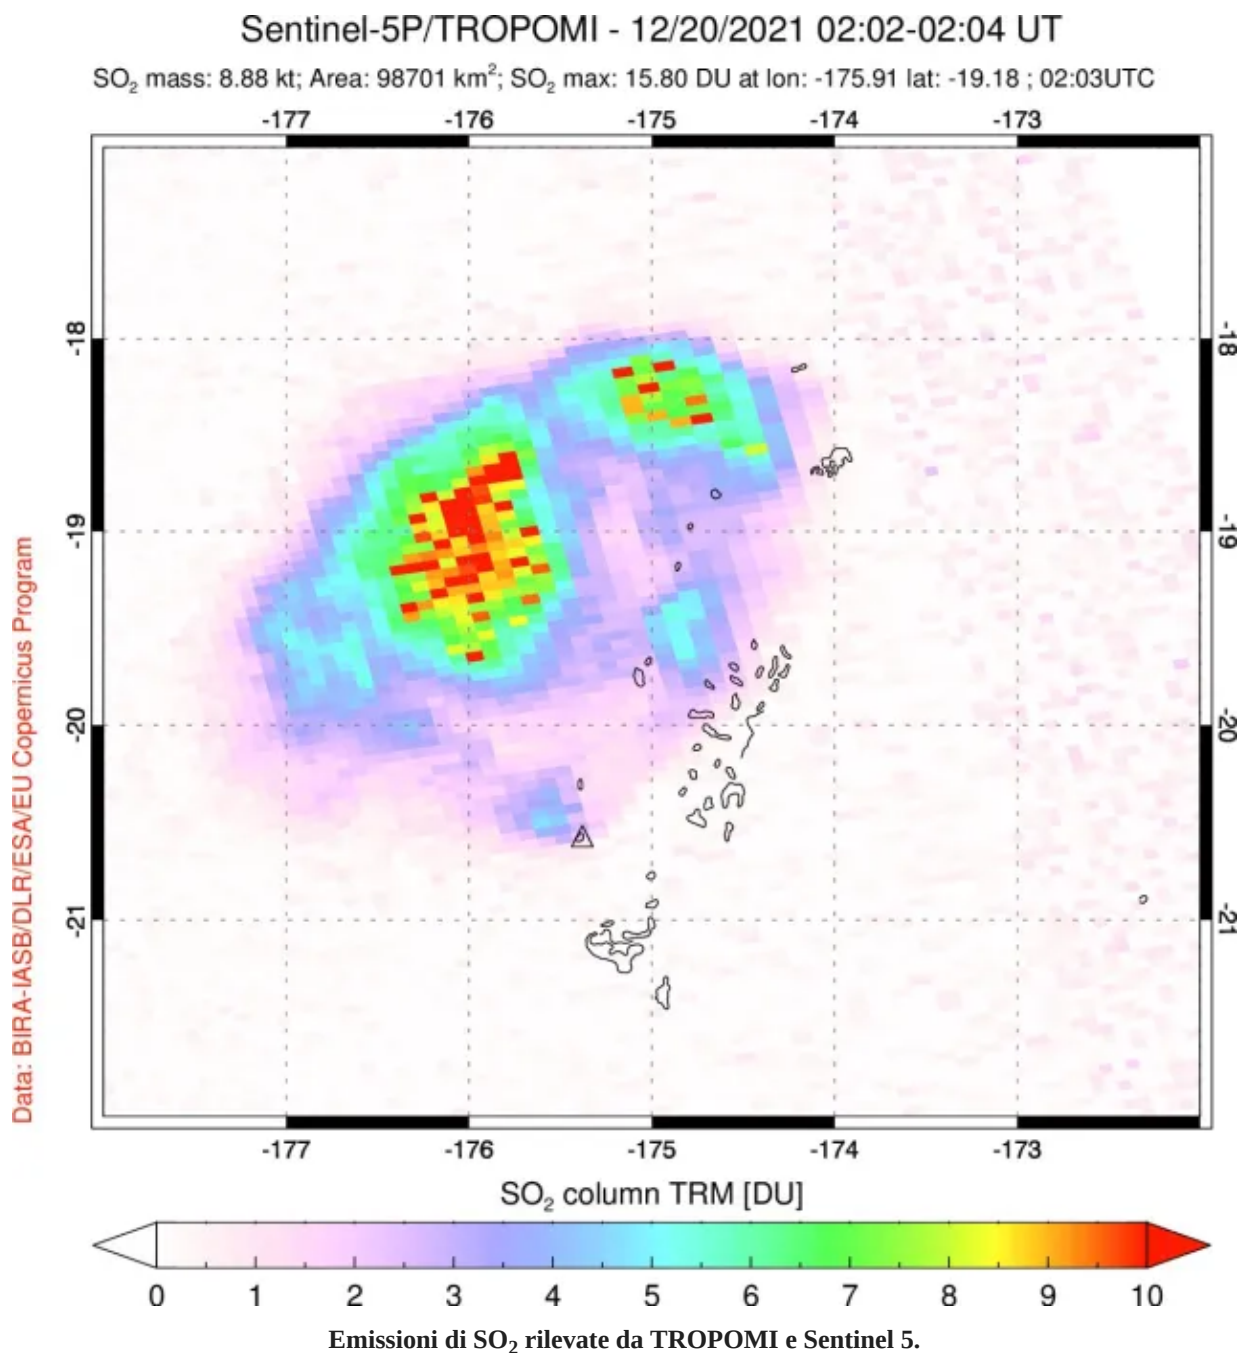 Sentinel-5P/TROPOMI - 12/20/2021 02:02-02:04 UT
SO₂ mass: 8.88 kt; Area: 98701 km²; SO₂ max: 15.80 DU at lon: -175.91 lat: -19.18 ; 02:03UTC
-177 -176 -175 -174 -173
-18 -18
-19 -19
-20 -20
-21 -21
Data: BIRA-IASB/DLR/ESA/EU Copernicus Program
-177 -176 -175 -174 -173
SO₂ column TRM [DU]
0 1 2 3 4 5 6 7 8 9 10
Emissioni di SO₂ rilevate da TROPOMI e Sentinel 5.